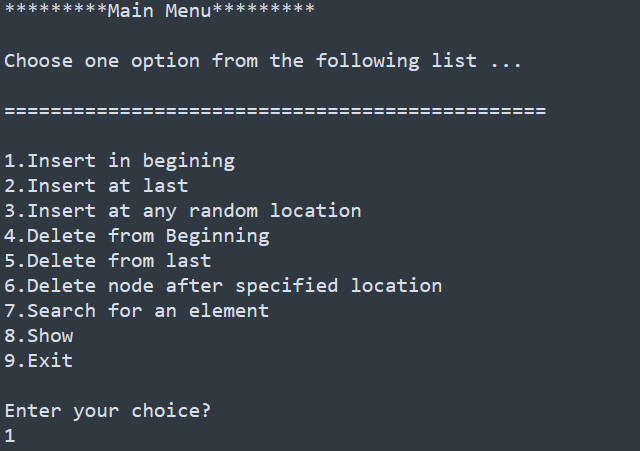 *********Main Menu*********
Choose one option from the following list ...
===============================================
1.Insert in begining
2.Insert at last
3.Insert at any random location
4.Delete from Beginning
5.Delete from last
6.Delete node after specified location
7.Search for an element
8.Show
9.Exit
Enter your choice?
1